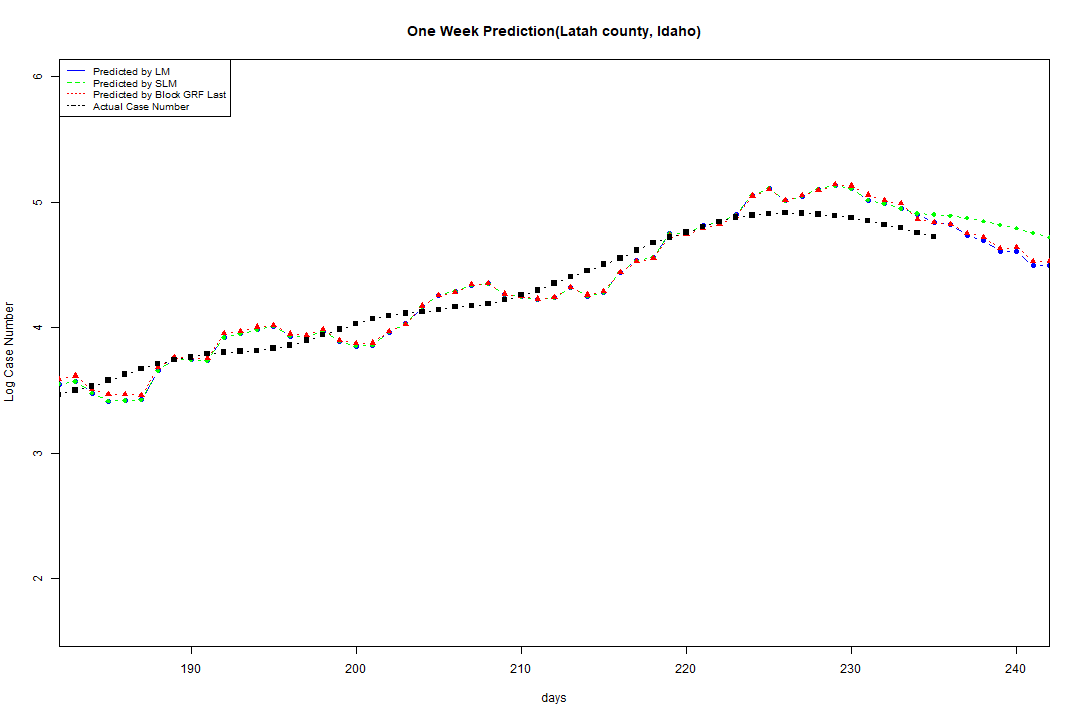 One Week Prediction(Latah county, Idaho)
Predicted by LM
Predicted by SLM
Predicted by Block GRF Last
Actual Case Number
6
5
4
3
2
Log Case Number
190 200 210 220 230 240
days